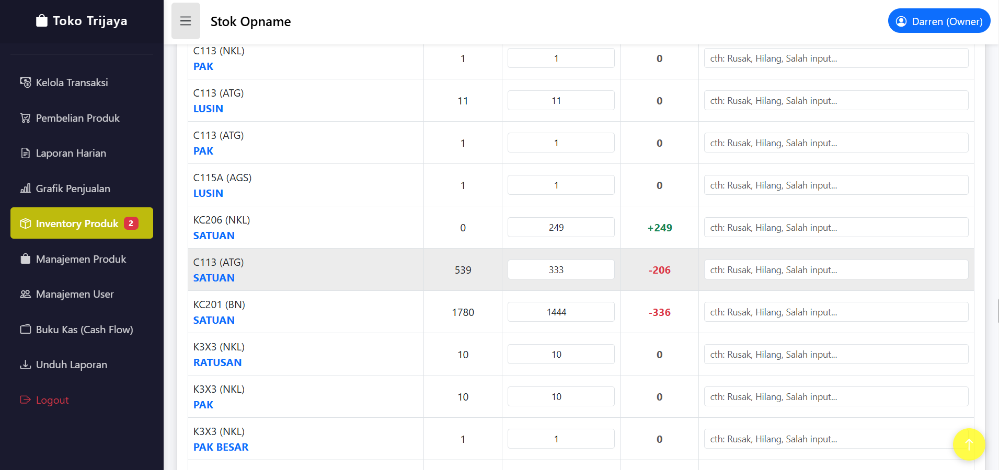 Toko Trijaya
Stok Opname
Darren (Owner)
Kelola Transaksi
Pembelian Produk
Laporan Harian
Grafik Penjualan
Inventory Produk 2
Manajemen Produk
Manajemen User
Buku Kas (Cash Flow)
Unduh Laporan
Logout
C113 (NKL)
PAK
1 1 0 cth: Rusak, Hilang, Salah input...
C113 (ATG)
LUSIN
11 11 0 cth: Rusak, Hilang, Salah input...
C113 (ATG)
PAK
1 1 0 cth: Rusak, Hilang, Salah input...
C115A (AGS)
LUSIN
1 1 0 cth: Rusak, Hilang, Salah input...
KC206 (NKL)
SATUAN
0 249 +249 cth: Rusak, Hilang, Salah input...
C113 (ATG)
SATUAN
539 333 -206 cth: Rusak, Hilang, Salah input...
KC201 (BN)
SATUAN
1780 1444 -336 cth: Rusak, Hilang, Salah input...
K3X3 (NKL)
RATUSAN
10 10 0 cth: Rusak, Hilang, Salah input...
K3X3 (NKL)
PAK
10 10 0 cth: Rusak, Hilang, Salah input...
K3X3 (NKL)
PAK BESAR
1 1 0 cth: Rusak, Hilang, Salah input...